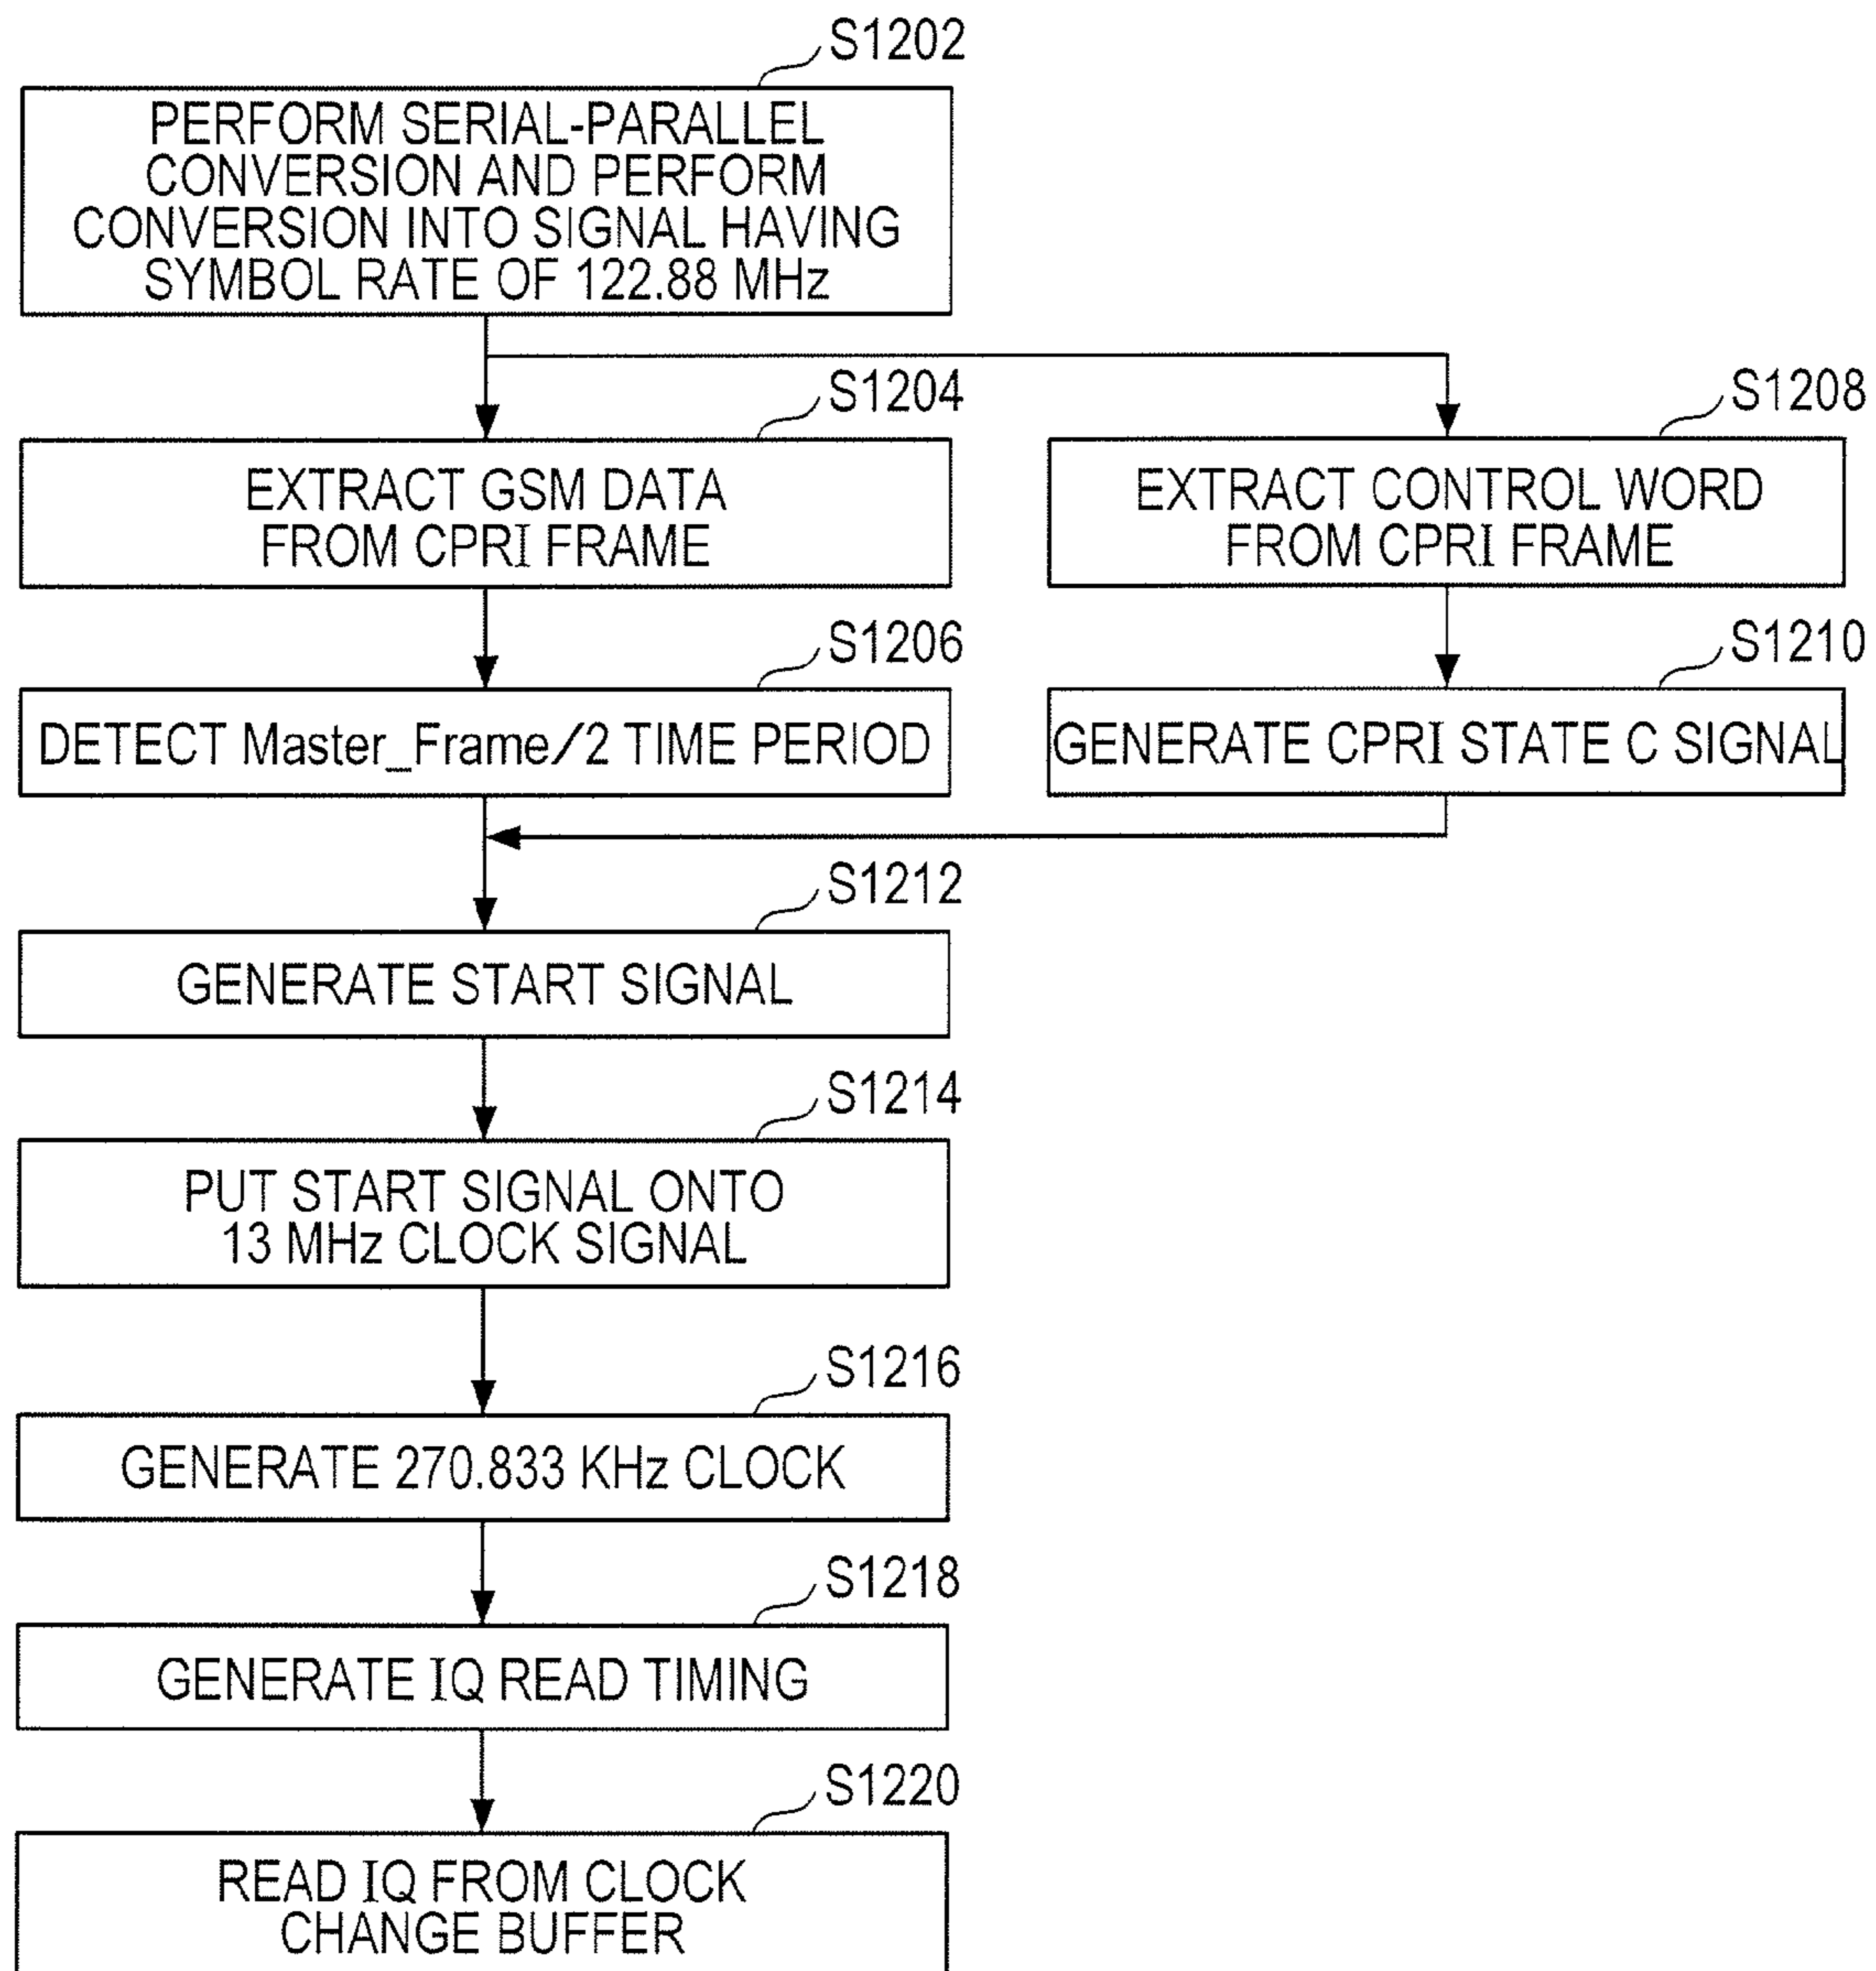 S1202
PERFORM SERIAL-PARALLEL
CONVERSION AND PERFORM
CONVERSION INTO SIGNAL HAVING
SYMBOL RATE OF 122.88 MHz
S1204
EXTRACT GSM DATA
FROM CPRI FRAME
S1208
EXTRACT CONTROL WORD
FROM CPRI FRAME
S1206
DETECT Master_Frame/2 TIME PERIOD
S1210
GENERATE CPRI STATE C SIGNAL
S1212
GENERATE START SIGNAL
S1214
PUT START SIGNAL ONTO
13 MHz CLOCK SIGNAL
S1216
GENERATE 270.833 KHz CLOCK
S1218
GENERATE IQ READ TIMING
S1220
READ IQ FROM CLOCK
CHANGE BUFFER